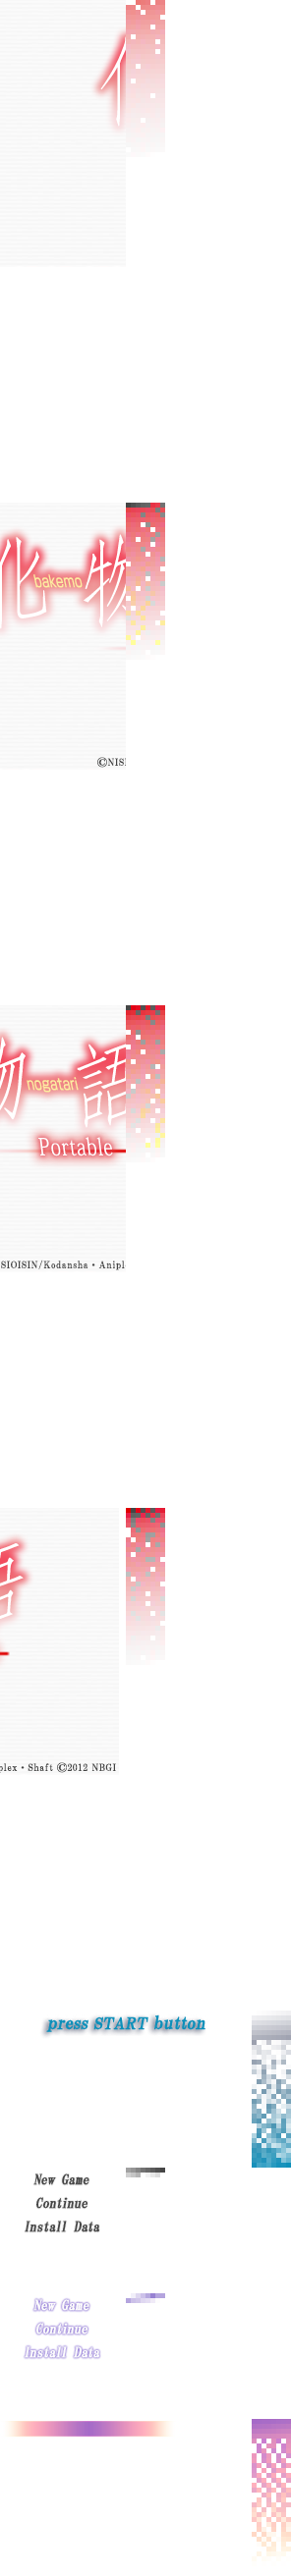 化
化物
bakemo
©NISI
物語
nogatari
Portable
SIOISIN/Kodansha・Anipl
語
plex・Shaft ©2012 NBGI
press START button
New Game
Continue
Install Data
New Game
Continue
Install Data